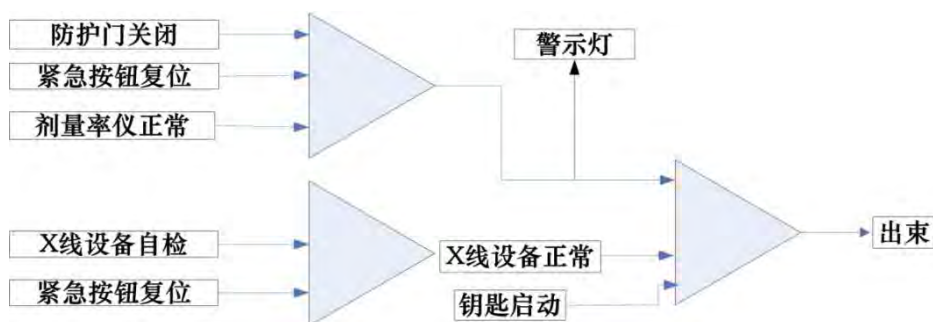 防护门关闭
警示灯
紧急按钮复位
剂量率仪正常
X线设备自检
X线设备正常
出束
紧急按钮复位
钥匙启动